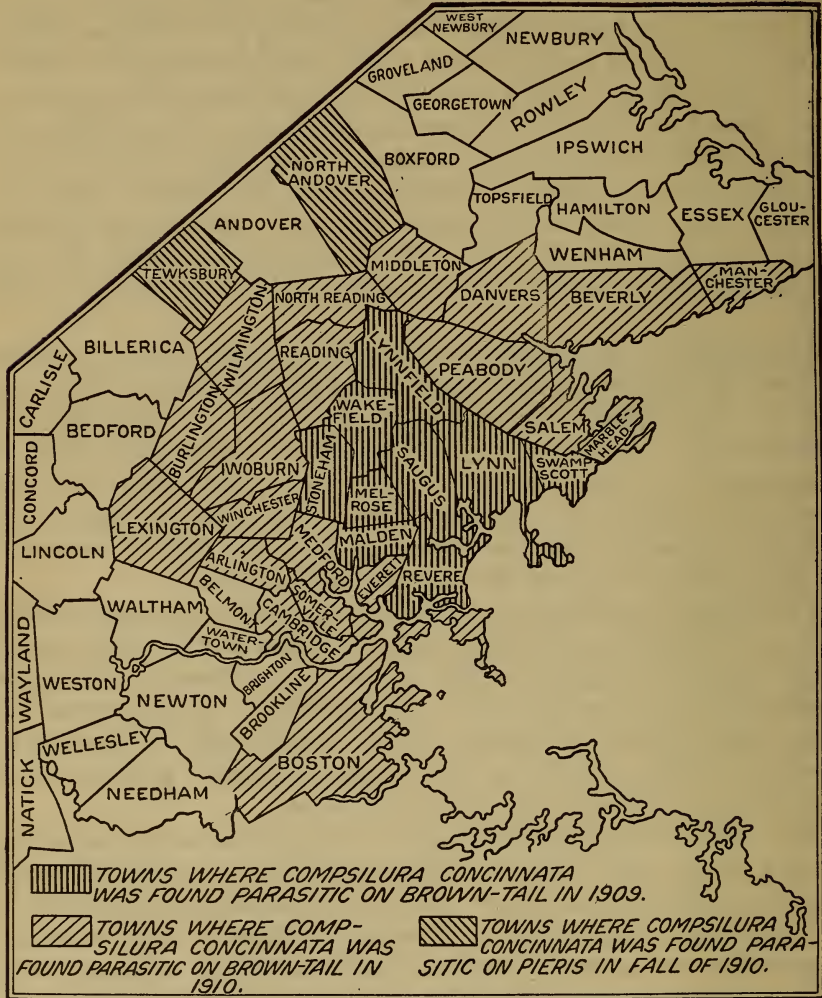 WEST
NEWBURY
NEWBURY
GROVELAND
GEORGETOWN
ROWLEY
BOXFORD
IPSWICH
NORTH
ANDOVER
TOPSFIELD
HAMILTON
ESSEX
GLOU-
CESTER
ANDOVER
WENHAM
TEWKSBURY
MIDDLETON
MAN-
CHESTER
NORTH READING
DANVERS
BEVERLY
WILMINGTON
LYNNFIELD
BILLERICA
READING
PEABODY
CARLISLE
WAKE-
FIELD
BURLINGTON
BEDFORD
SALEM
MARBLE-
HEAD
CONCORD
IWOBURN
STONEHAM
SAUGUS
LYNN
SWAMP
SCOTT
MEL-
ROSE
LEXINGTON
WINCHESTER
MALDEN
LINCOLN
MEDFORD
ARLINGTON
EVERET
REVERE
WALTHAM
BELMONT
SOMER-
VILLE
CAMBRIDGE
WATER-
TOWN
WAYLAND
WESTON
BRIGHTON
NEWTON
BROOKLINE
WELLESLEY
BOSTON
NATICK
NEEDHAM
TOWNS WHERE COMPSILURA CONCINNATA
WAS FOUND PARASITIC ON BROWN-TAIL IN 1909.
TOWNS WHERE COMP-
SILURA CONCINNATA WAS
FOUND PARASITIC ON BROWN-TAIL IN
1910.
TOWNS WHERE COMPSILURA
CONCINNATA WAS FOUND PARA-
SITIC ON PIERIS IN FALL OF 1910.